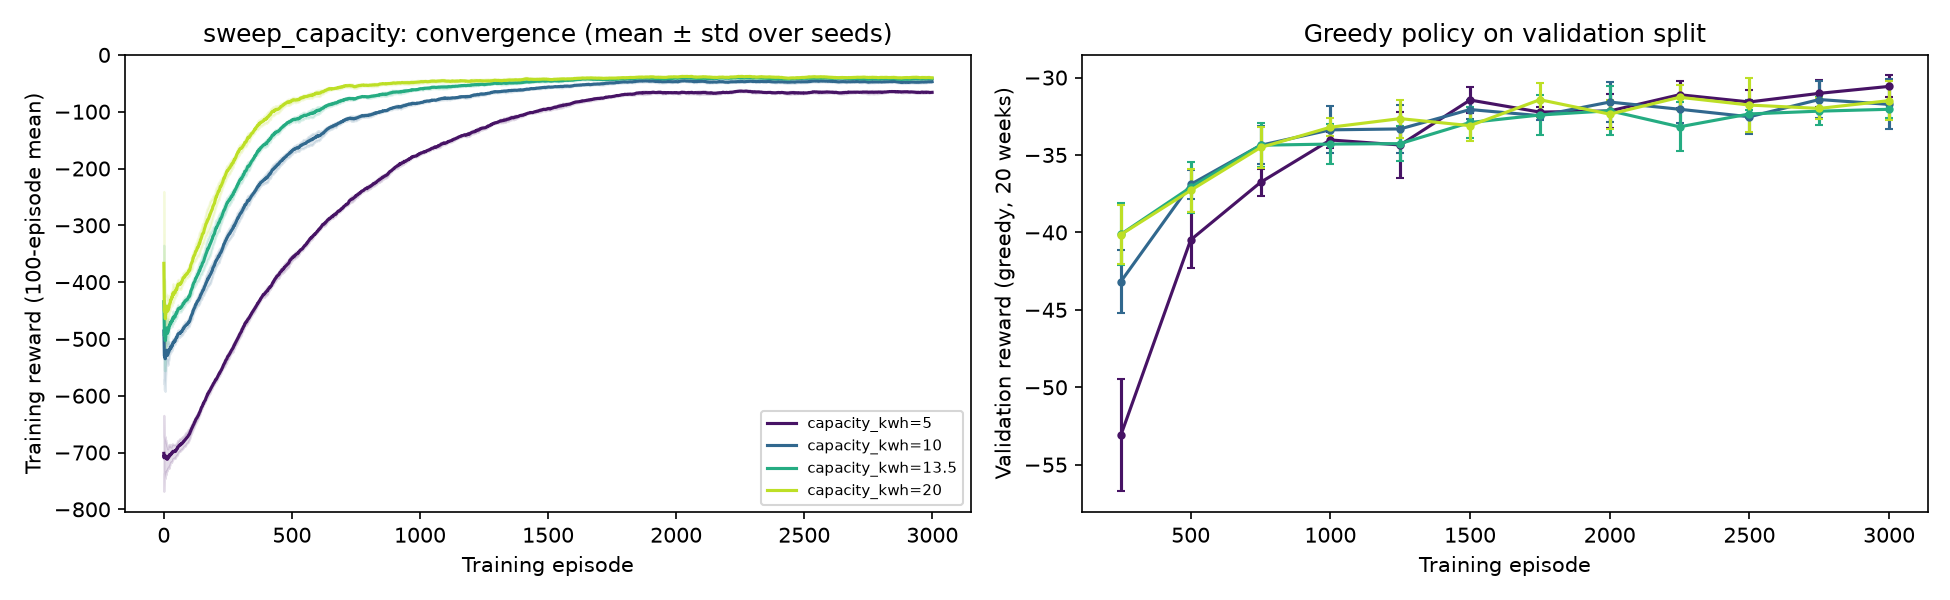 sweep_capacity: convergence (mean ± std over seeds)
Training reward (100-episode mean)
0
−100
−200
−300
−400
−500
−600
−700
−800
0 500 1000 1500 2000 2500 3000
Training episode
capacity_kwh=5
capacity_kwh=10
capacity_kwh=13.5
capacity_kwh=20
Greedy policy on validation split
Validation reward (greedy, 20 weeks)
−30
−35
−40
−45
−50
−55
500 1000 1500 2000 2500 3000
Training episode